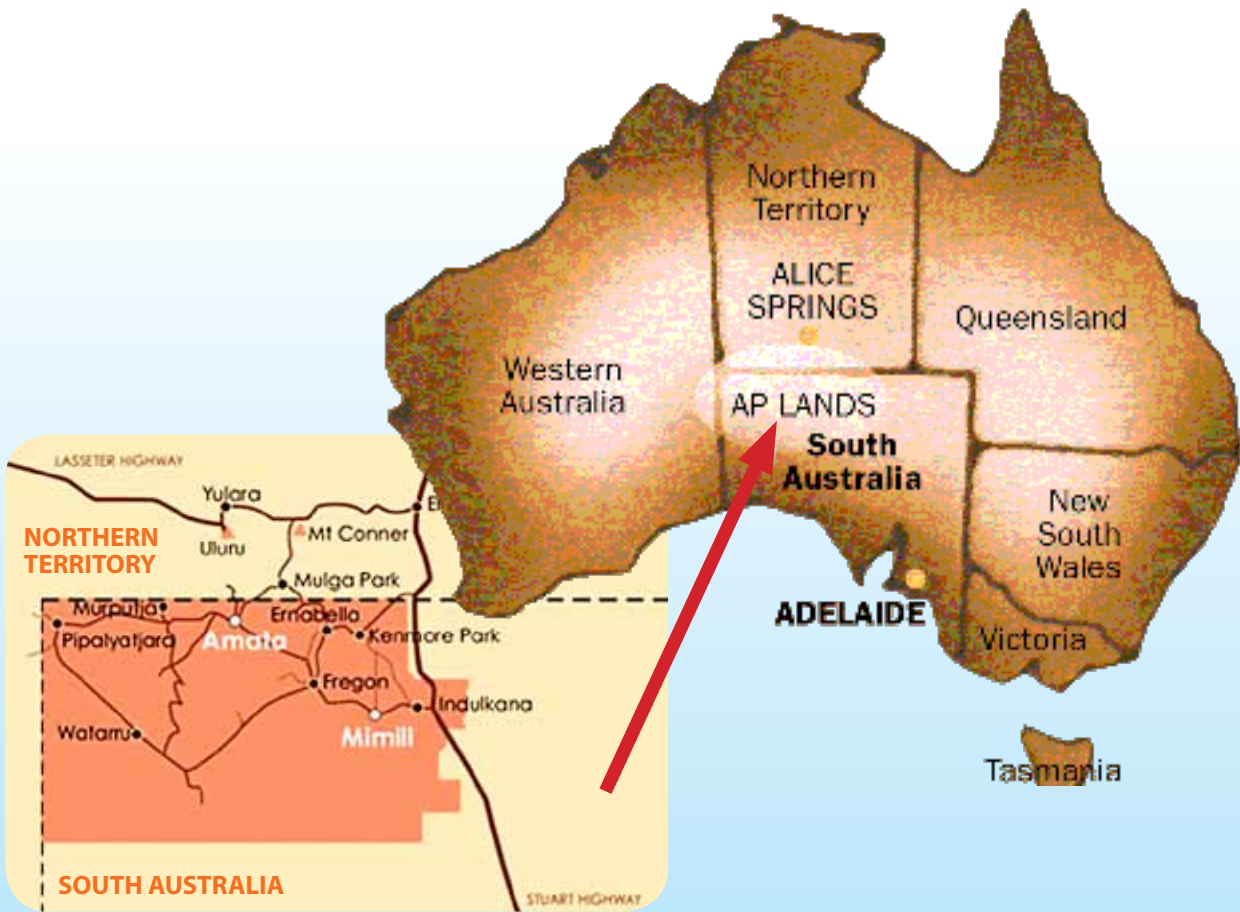 Northern
Territory
ALICE
SPRINGS
Queensland
Western
Australia
AP LANDS
South
Australia
New
South
Wales
ADELAIDE
Victoria
Tasmania
LASSETER HIGHWAY
Yulara
NORTHERN
TERRITORY
Uluru
Mt Conner
Mulga Park
Murputja
Ernabella
Pipalyatjara
Amata
Kenmore Park
Fregon
Indulkana
Watarru
Mimili
SOUTH AUSTRALIA
STUART HIGHWAY